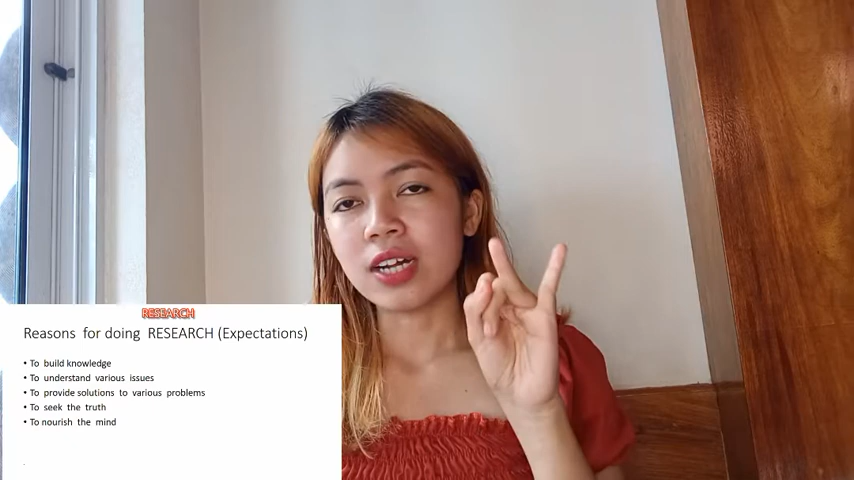 RESEARCH
Reasons for doing RESEARCH (Expectations)
• To build knowledge
• To understand various issues
• To provide solutions to various problems
• To seek the truth
• To nourish the mind